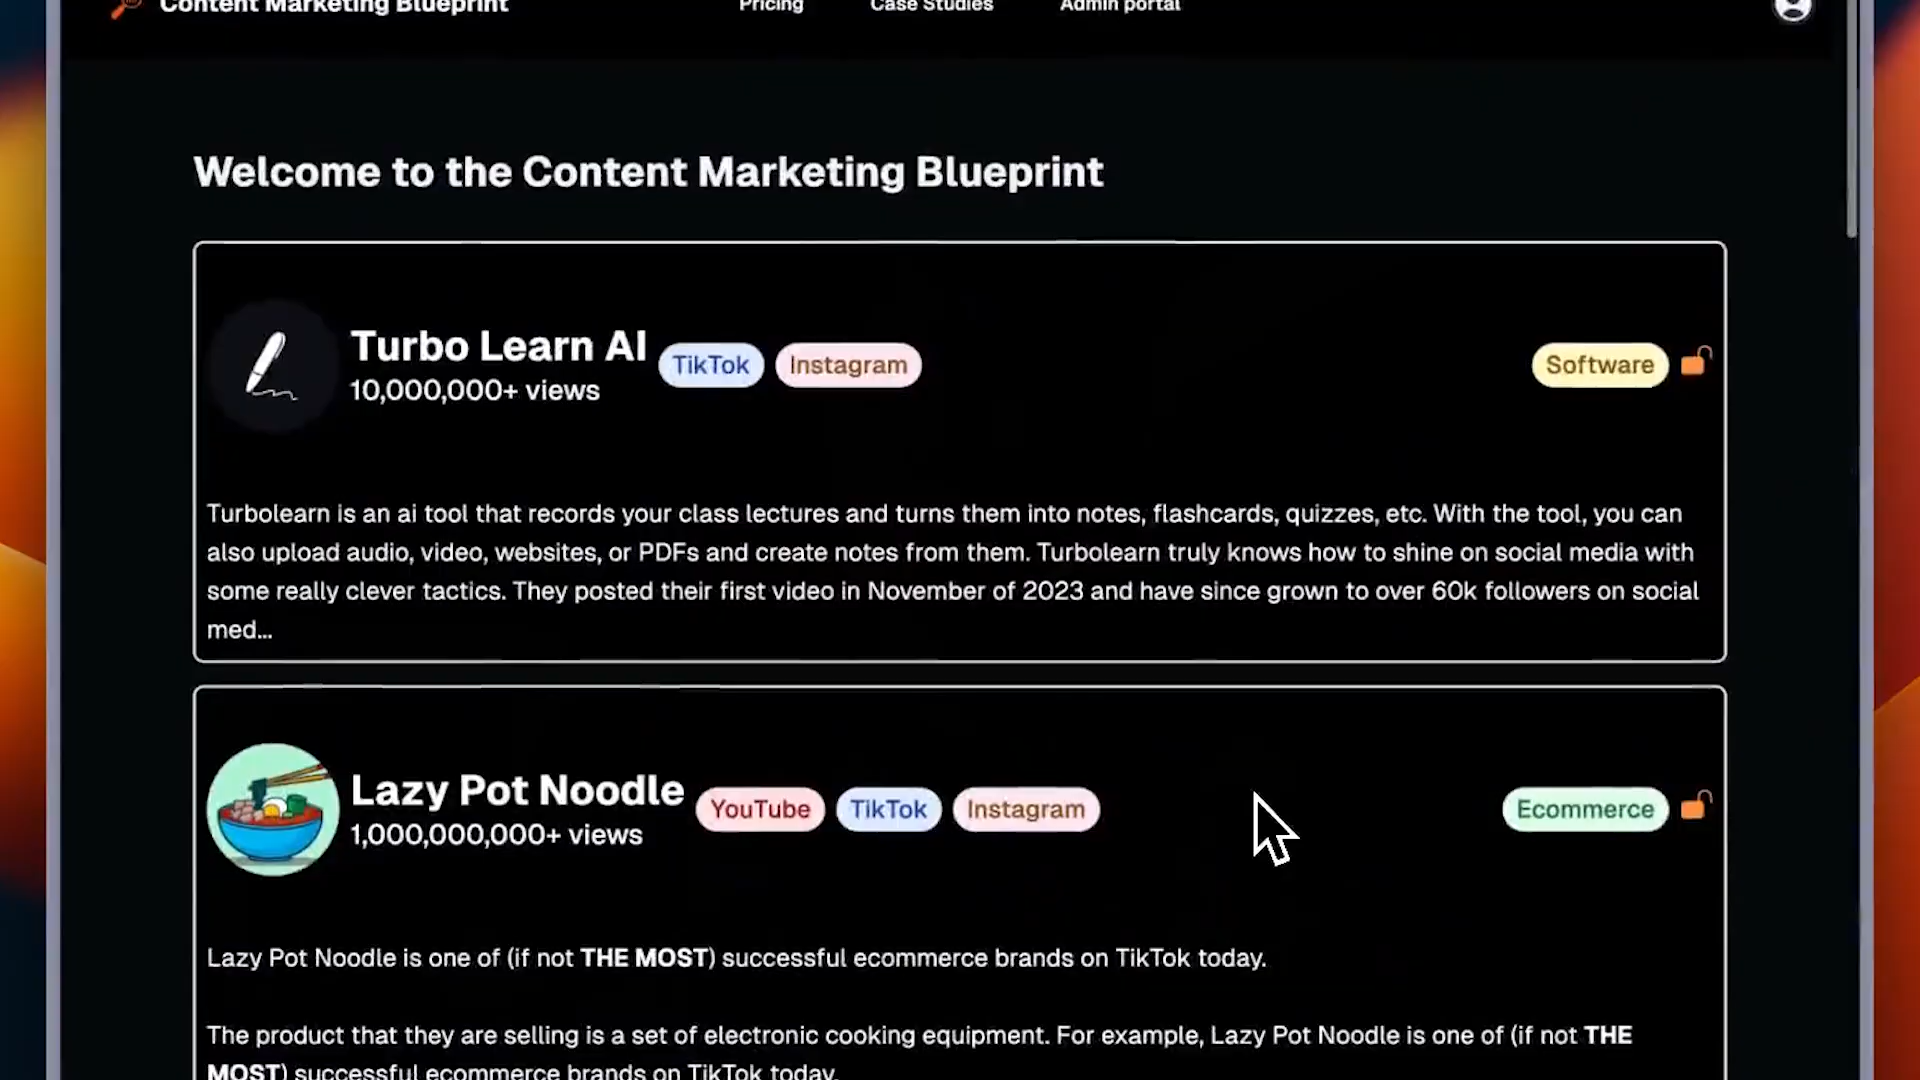 Content Marketing Blueprint Pricing Case Studies Admin portal
Welcome to the Content Marketing Blueprint
Turbo Learn AI TikTok Instagram Software
10,000,000+ views
Turbolearn is an ai tool that records your class lectures and turns them into notes, flashcards, quizzes, etc. With the tool, you can
also upload audio, video, websites, or PDFs and create notes from them. Turbolearn truly knows how to shine on social media with
some really clever tactics. They posted their first video in November of 2023 and have since grown to over 60k followers on social
med...
Lazy Pot Noodle YouTube TikTok Instagram Ecommerce
1,000,000,000+ views
Lazy Pot Noodle is one of (if not THE MOST) successful ecommerce brands on TikTok today.
The product that they are selling is a set of electronic cooking equipment. For example, Lazy Pot Noodle is one of (if not THE
MOST) successful ecommerce brands on TikTok today.